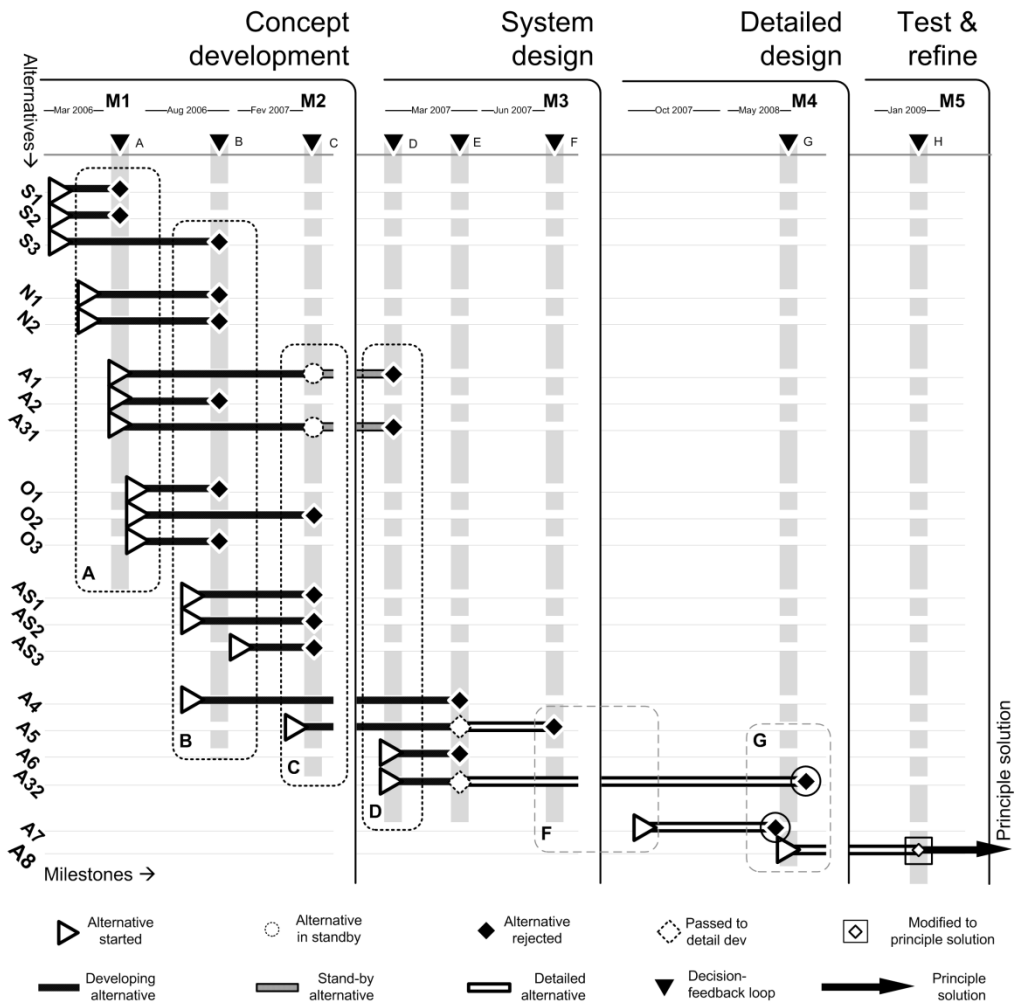 Concept
development
System
design
Detailed
design
Test &
refine
Alternatives →
Mar 2006
M1
Aug 2006
Fev 2007
M2
Mar 2007
Jun 2007
M3
Oct 2007
May 2008
M4
Jan 2009
M5
A
B
C
D
E
F
G
H
S1
S2
S3
N1
N2
A1
A2
A31
O1
O2
O3
A
AS1
AS2
AS3
A4
A5
A6
A32
A7
A8
B
C
D
F
G
Principle solution
Milestones →
Alternative
started
Alternative
in standby
Alternative
rejected
Passed to
detail dev
Modified to
principle solution
Developing
alternative
Stand-by
alternative
Detailed
alternative
Decision-
feedback loop
Principle
solution